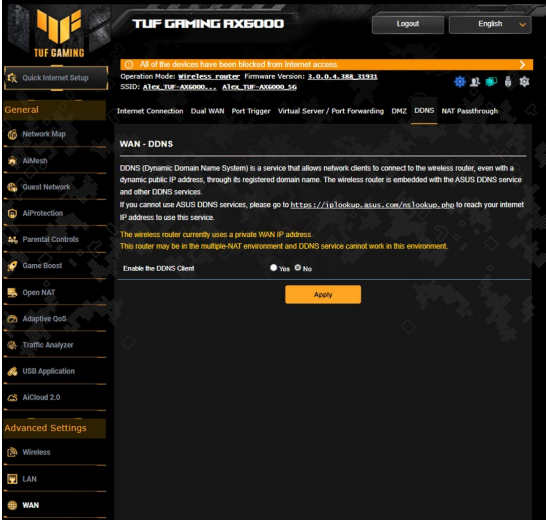 TUF GAMING
TUF GAMING AX6000
Logout
English
All of the devices have been blocked from Internet access.
Quick Internet Setup
Operation Mode: Wireless router Firmware Version: 3.0.0.4.388_31931
SSID: Alex_TUF-AX6000... Alex_TUF-AX6000_5G
General
Internet Connection Dual WAN Port Trigger Virtual Server / Port Forwarding DMZ DDNS NAT Passthrough
Network Map
AiMesh
Guest Network
AiProtection
Parental Controls
Game Boost
Open NAT
Adaptive QoS
Traffic Analyzer
USB Application
AiCloud 2.0
Advanced Settings
Wireless
LAN
WAN
WAN - DDNS
DDNS (Dynamic Domain Name System) is a service that allows network clients to connect to the wireless router, even with a
dynamic public IP address, through its registered domain name. The wireless router is embedded with the ASUS DDNS service
and other DDNS services.
If you cannot use ASUS DDNS services, please go to https://iplookup.asus.com/nslookup.php to reach your internet
IP address to use this service.
The wireless router currently uses a private WAN IP address.
This router may be in the multiple-NAT environment and DDNS service cannot work in this environment.
Enable the DDNS Client Yes No
Apply